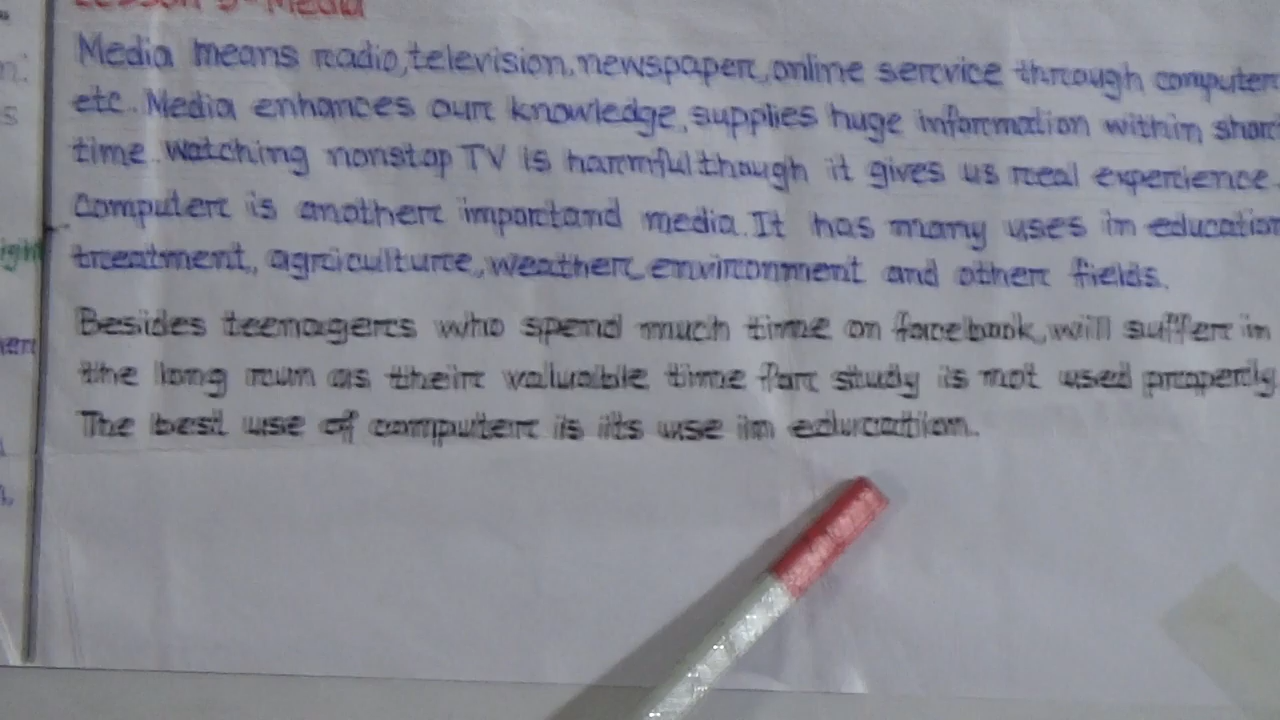 Lesson 3-Media
Media means radio, television, newspaper, online service through computer
etc. Media enhances our knowledge, supplies huge information within short
time. Watching nonstop TV is harmful though it gives us real experience.
Computer is another importand media. It has many uses in education
treatment, agriculture, weather, environment and other fields.
Besides teenagers who spend much time on facebook, will suffer in
the long run as their valuable time for study is not used properly
The best use of computer is its use in education.